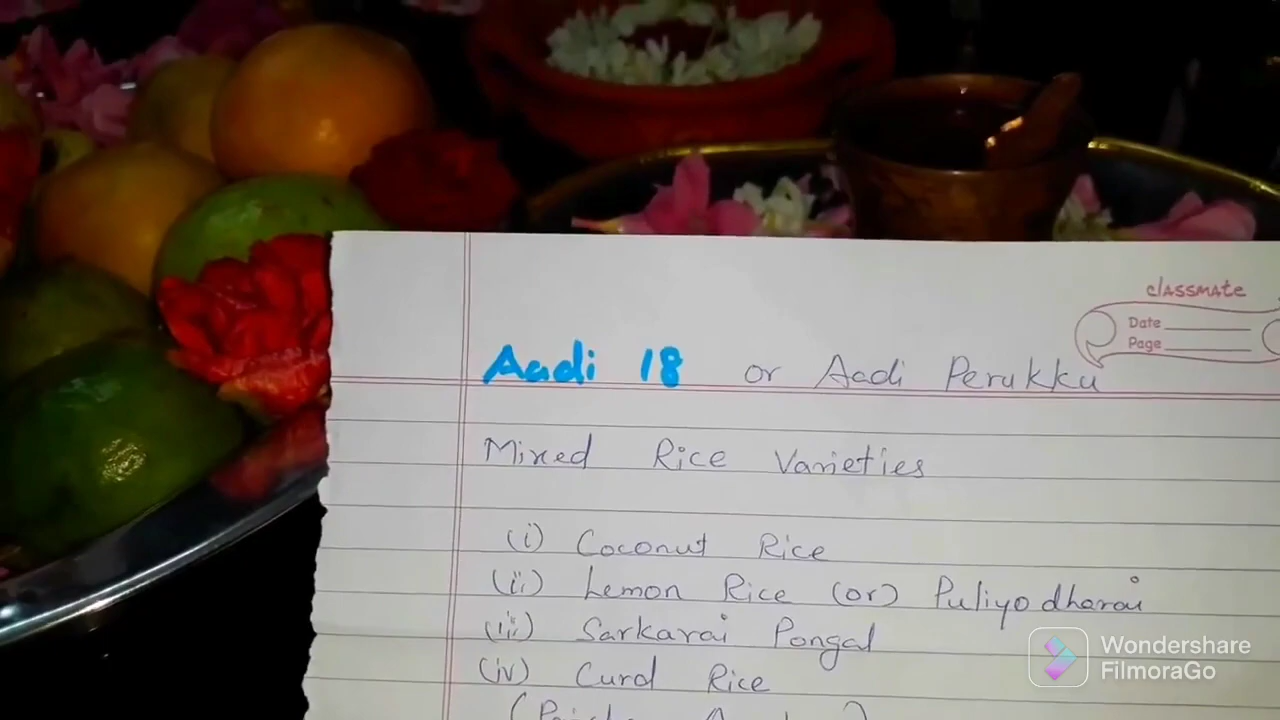 classmate
Date
Page
Aadi 18 or Aadi Perukku
Mixed Rice Varieties
(i) Coconut Rice
(ii) Lemon Rice (or) Puliyodharai
(iii) Sarkarai Pongal
(iv) Curd Rice
Wondershare
FilmoraGo